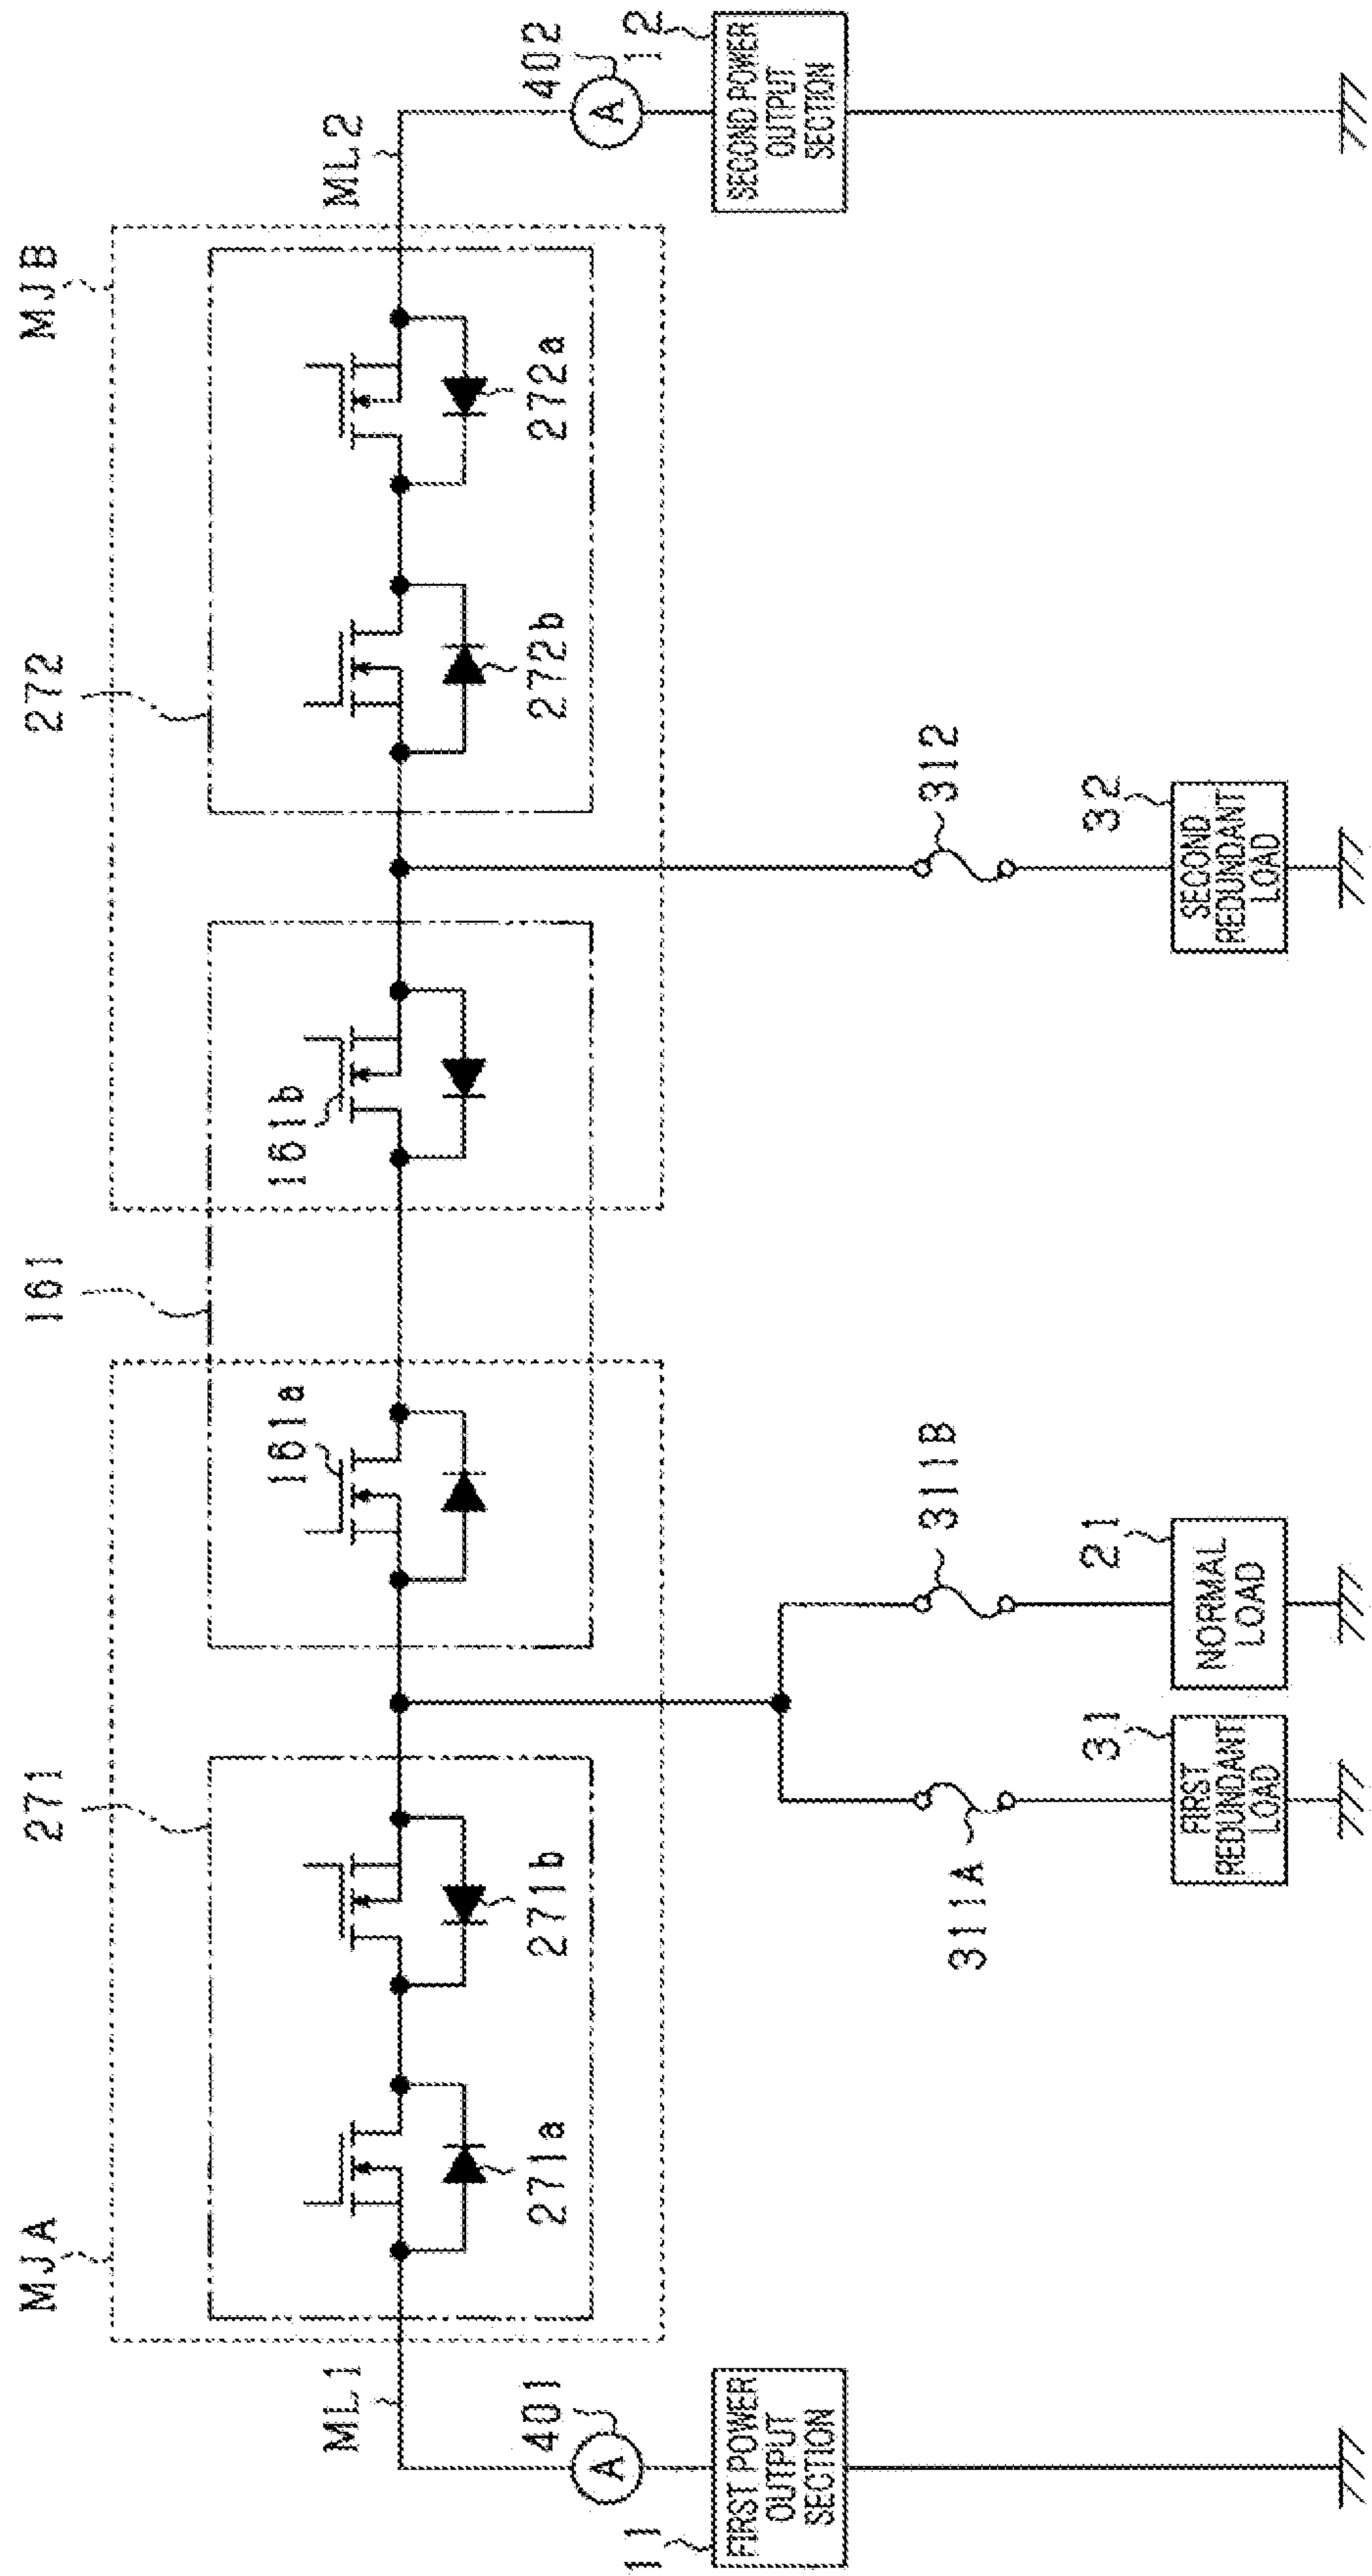 MJA
MJB
271
161
272
161a
161b
ML1
ML2
271a
271b
272b
272a
401
A
402
A
11
FIRST POWER
OUTPUT
SECTION
12
SECOND POWER
OUTPUT
SECTION
311A
311B
312
31
FIRST
REDUNDANT
LOAD
21
NORMAL
LOAD
32
SECOND
REDUNDANT
LOAD